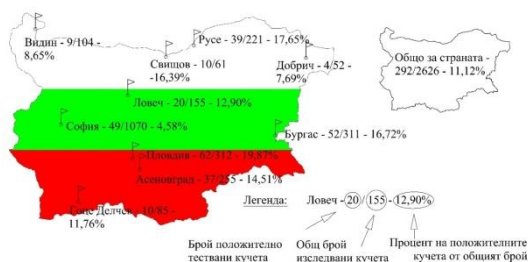 Видин - 9/104 -
8,65%
Русе - 39/221 - 17,65%
Свищов - 10/61
-16,39%
Добрич - 4/52 -
7,69%
Общо за страната -
292/2626 - 11,12%
Ловеч - 20/155 - 12,90%
София - 49/1070 - 4,58%
Бургас - 52/311 - 16,72%
Пловдив - 62/312 - 19,87%
Асеновград - 37/255 - 14,51%
Гоце Делчев - 10/85 -
11,76%
Легенда:
Ловеч - 20/ 155 - 12,90%
Брой положително
тествани кучета
Общ брой
изследвани кучета
Процент на положителните
кучета от общият брой